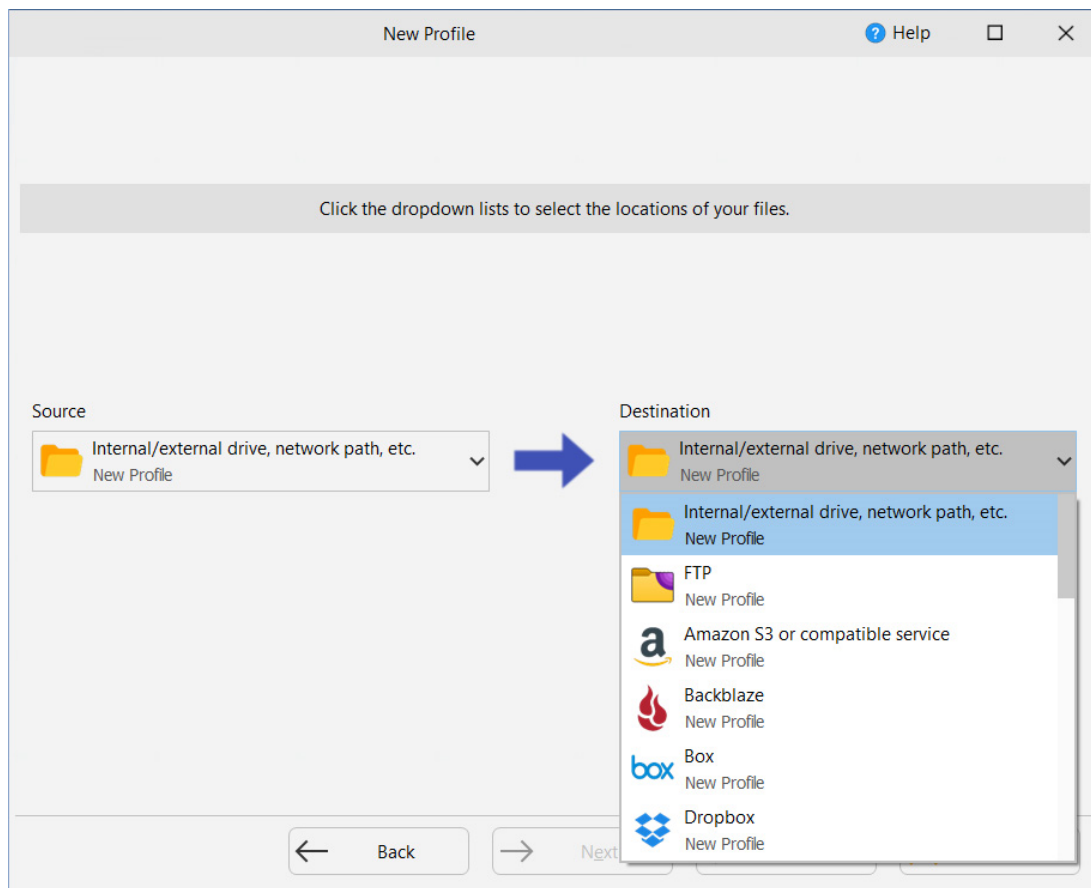 New Profile
Help
Click the dropdown lists to select the locations of your files.
Source
Internal/external drive, network path, etc.
New Profile
Destination
Internal/external drive, network path, etc.
New Profile
Internal/external drive, network path, etc.
New Profile
FTP
New Profile
Amazon S3 or compatible service
New Profile
Backblaze
New Profile
box
Box
New Profile
Dropbox
New Profile
Back
Next